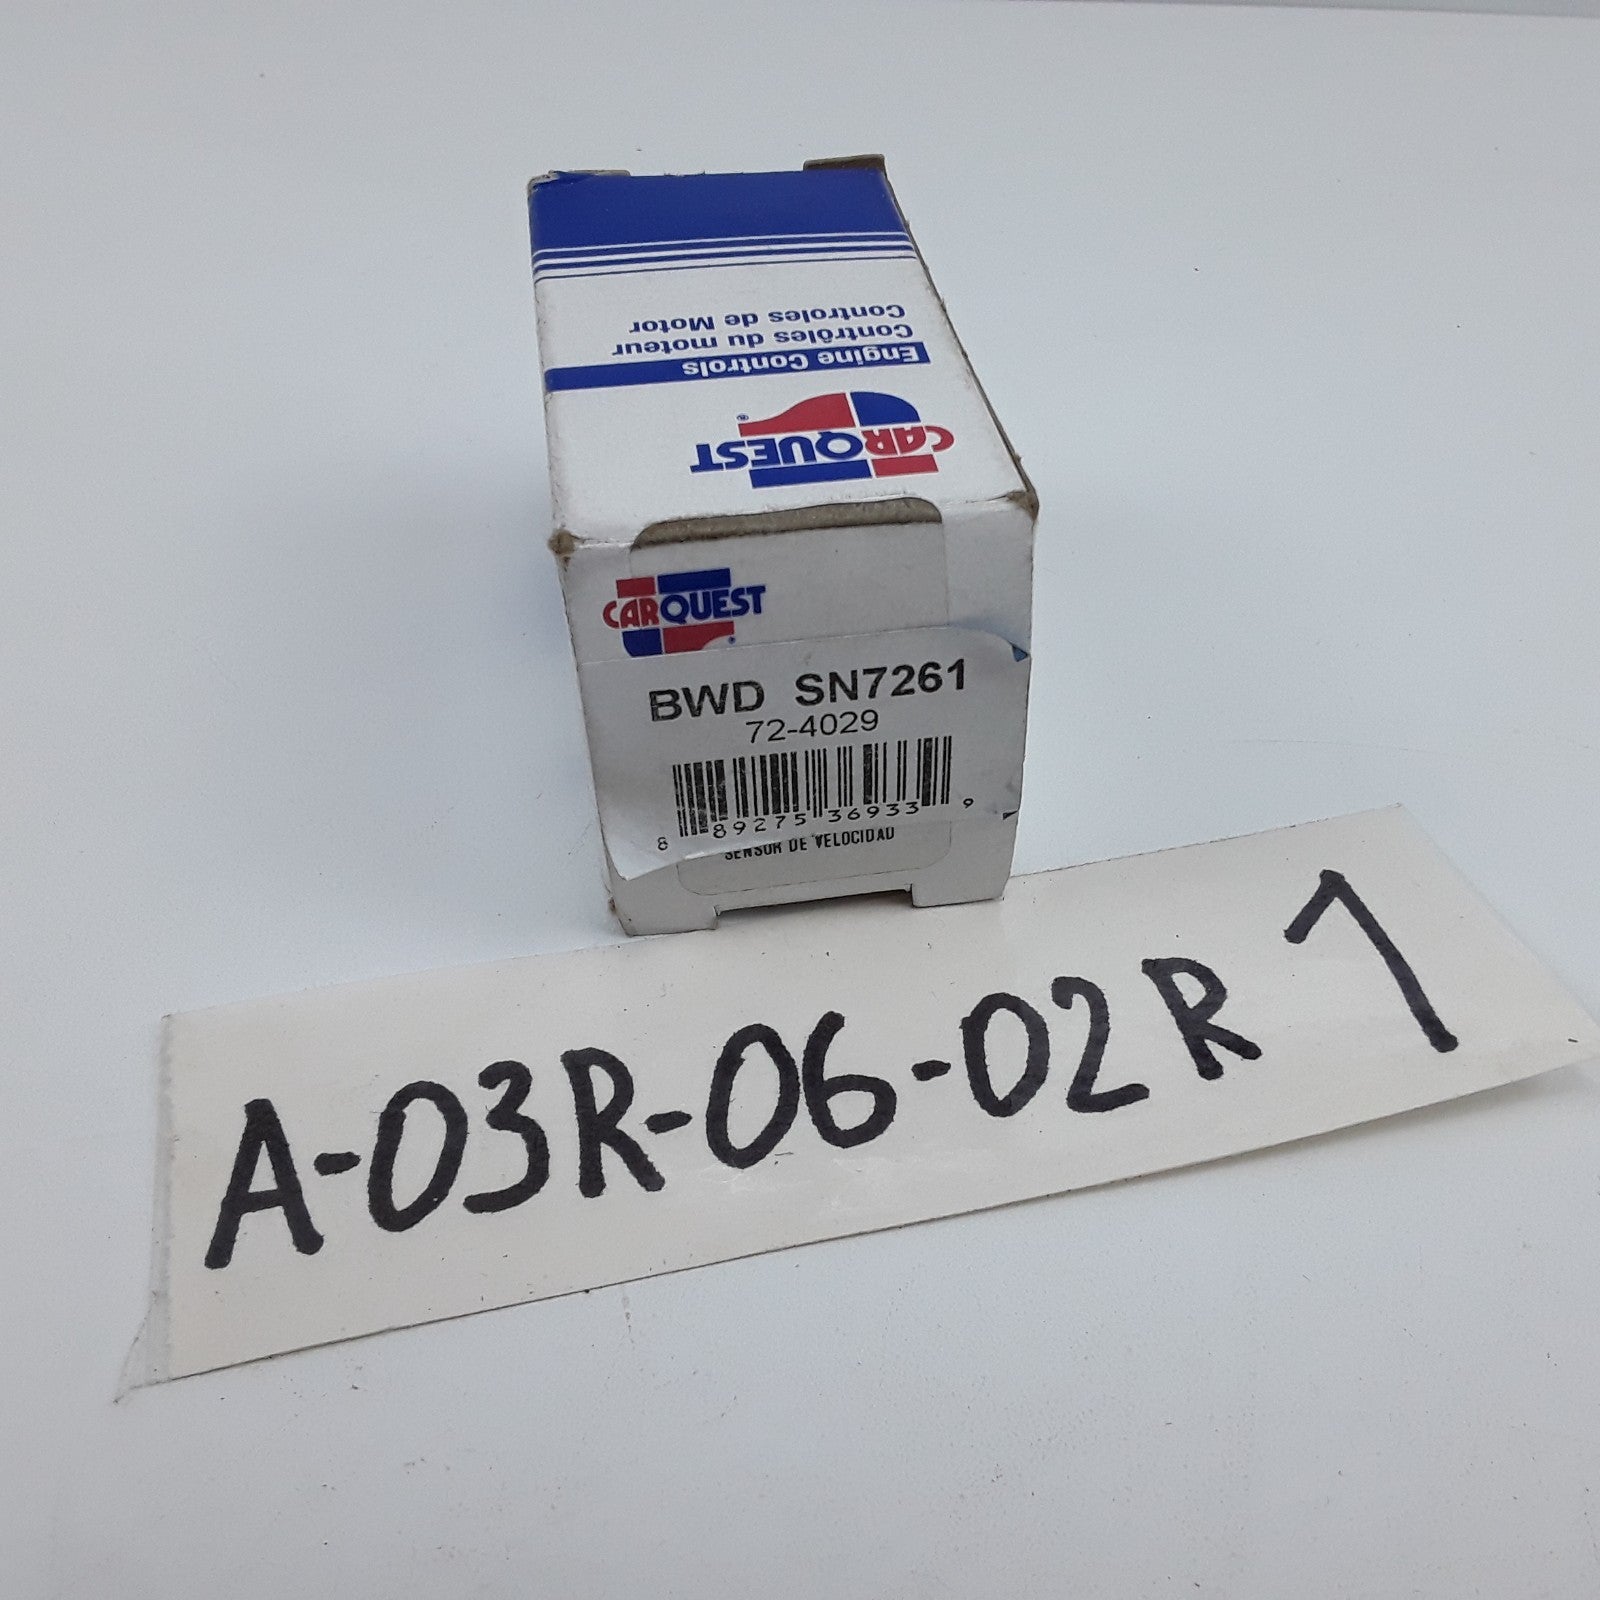 Controles de Motor
Contrôles du moteur
Engine Controls
CARQUEST®
CARQUEST®
BWD SN7261
72-4029
8 89275 36933 9
SENSOR DE VELOCIDAD
A-03R-06-02R 1